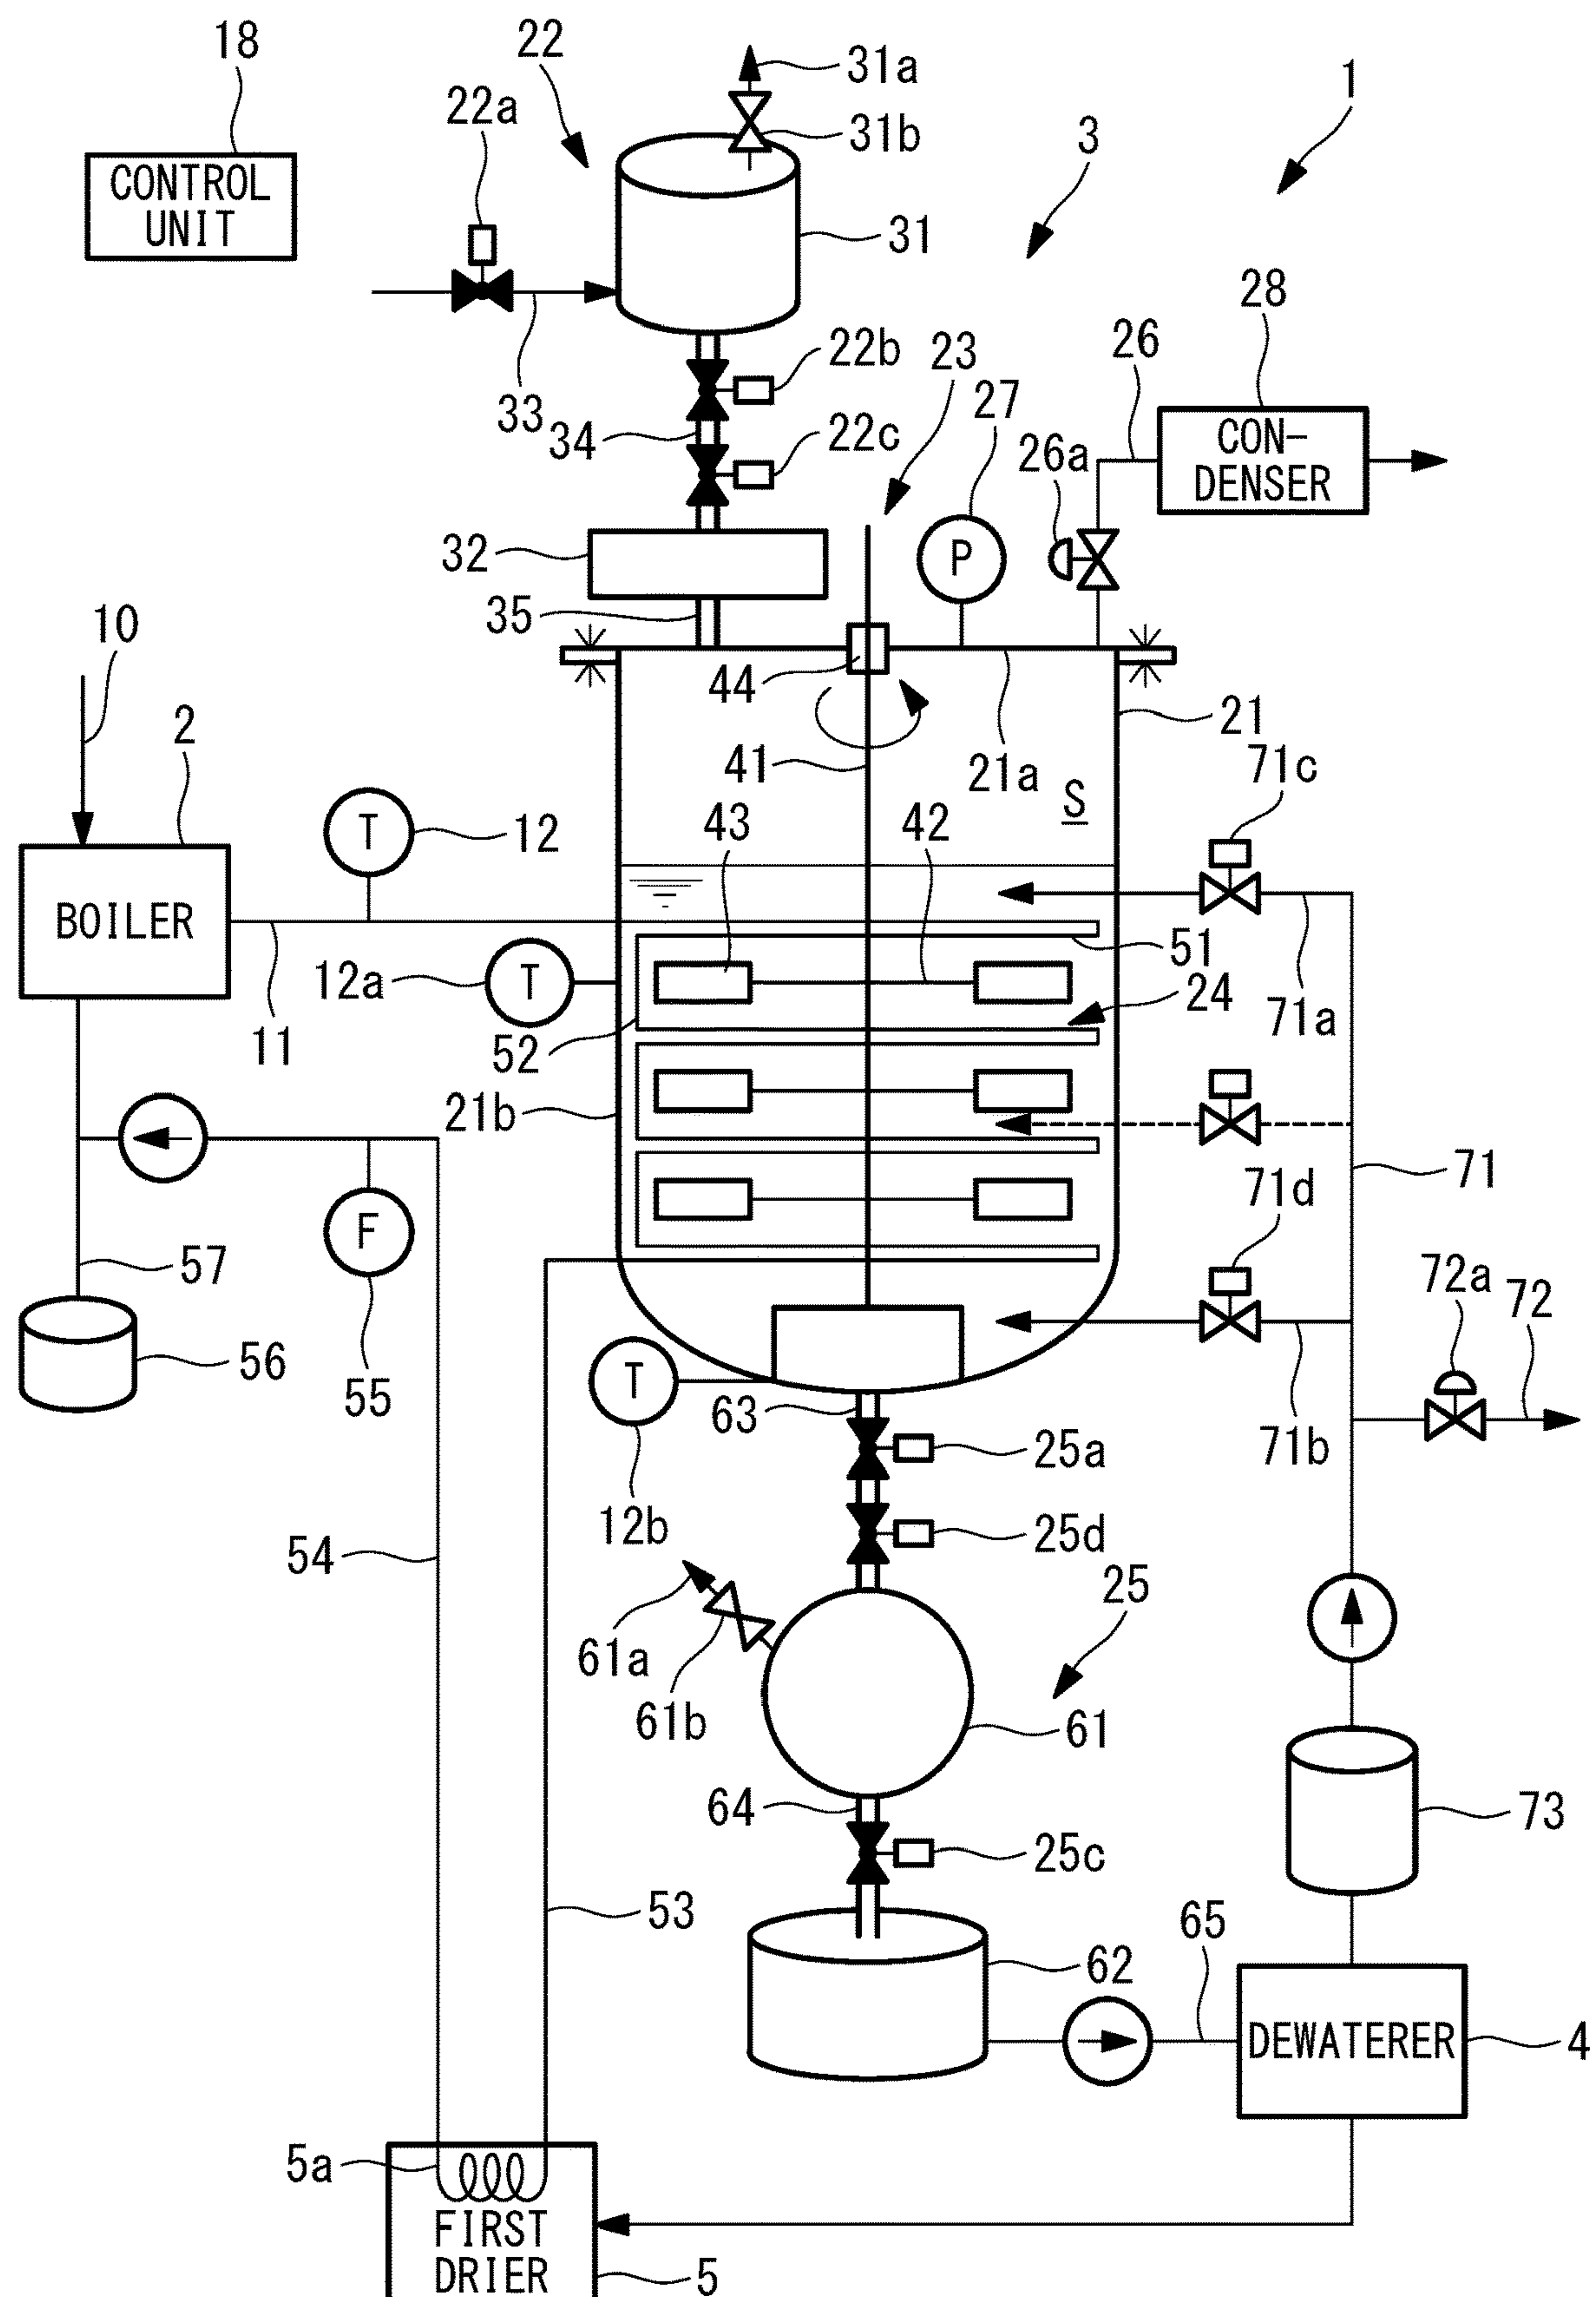 18
22
31a
1
22a
31b
3
CONTROL
UNIT
31
28
22b
23
26
27
33
34
22c
26a
CON-
DENSER
32
P
35
10
44
21
2
41
21a
71c
S
43
42
T
12
BOILER
51
12a
T
24
71a
11
52
21b
71
71d
F
57
72a
72
56
55
T
63
71b
25a
12b
25d
54
25
61a
61b
61
64
73
25c
53
65
62
DEWATERER
4
5a
FIRST
DRIER
5